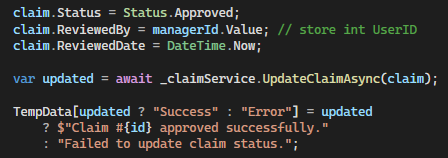 claim.Status = Status.Approved;
claim.ReviewedBy = managerId.Value; // store int UserID
claim.ReviewedDate = DateTime.Now;
var updated = await _claimService.UpdateClaimAsync(claim);
TempData[updated ? "Success" : "Error"] = updated
? $"Claim #{id} approved successfully."
: "Failed to update claim status.";